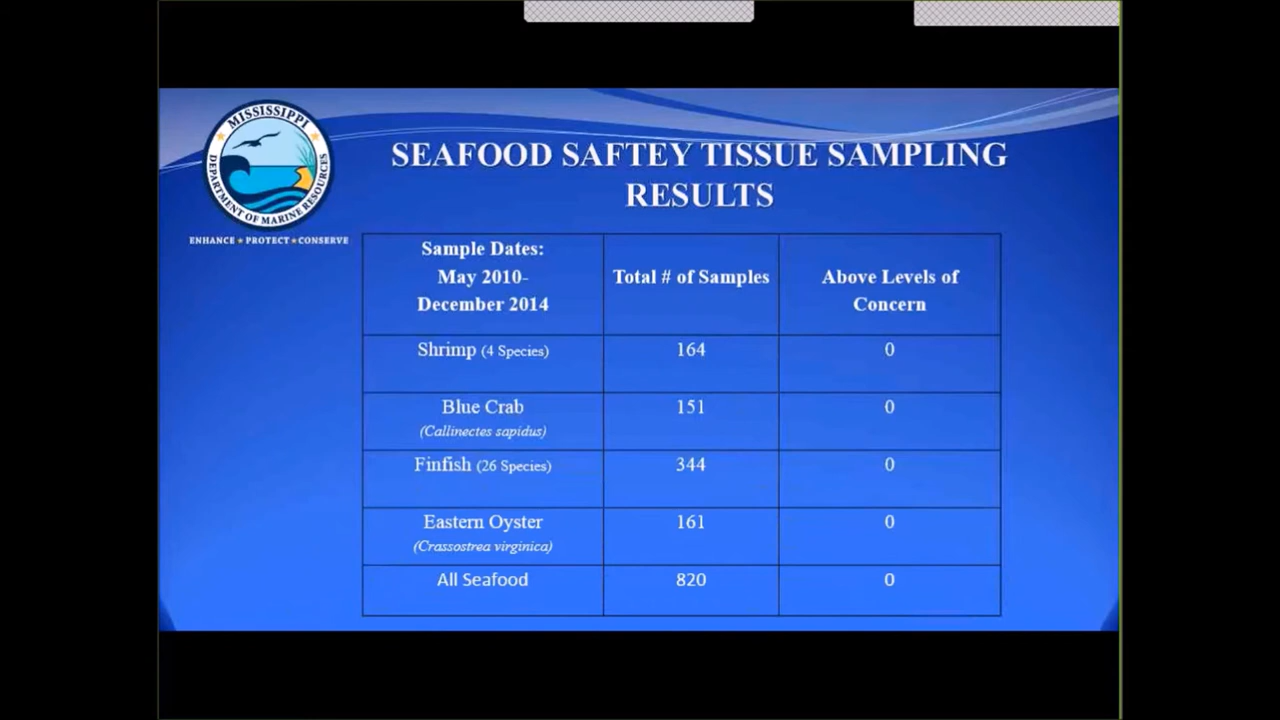 MISSISSIPPI
DEPARTMENT OF MARINE RESOURCES
ENHANCE ★ PROTECT ★ CONSERVE
SEAFOOD SAFTEY TISSUE SAMPLING
RESULTS
Sample Dates:
May 2010-
December 2014
Total # of Samples
Above Levels of
Concern
Shrimp (4 Species) 164 0
Blue Crab 151 0
(Callinectes sapidus)
Finfish (26 Species) 344 0
Eastern Oyster 161 0
(Crassostrea virginica)
All Seafood 820 0